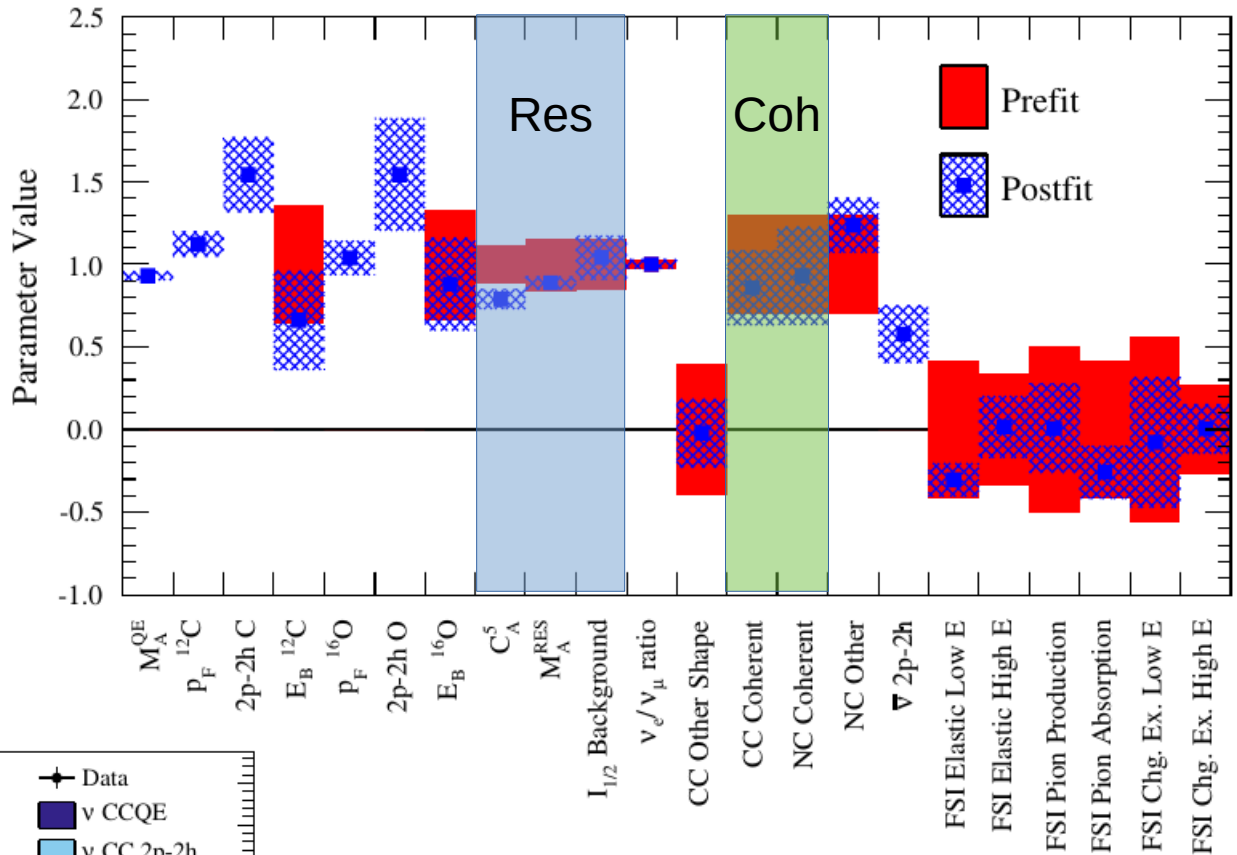 2.5
2.0
1.5
1.0
0.5
0.0
-0.5
-1.0
Parameter Value
Res
Coh
Prefit
Postfit
M_A^QE
p_F ^12C
2p-2h C
E_B ^12C
p_F ^16O
2p-2h O
E_B ^16O
C_A^5
M_A^RES
I_1/2 Background
ν_e/ν_μ ratio
CC Other Shape
CC Coherent
NC Coherent
NC Other
ν̅ 2p-2h
FSI Elastic Low E
FSI Elastic High E
FSI Pion Production
FSI Pion Absorption
FSI Chg. Ex. Low E
FSI Chg. Ex. High E
Data
ν CCQE
ν CC 2p-2h